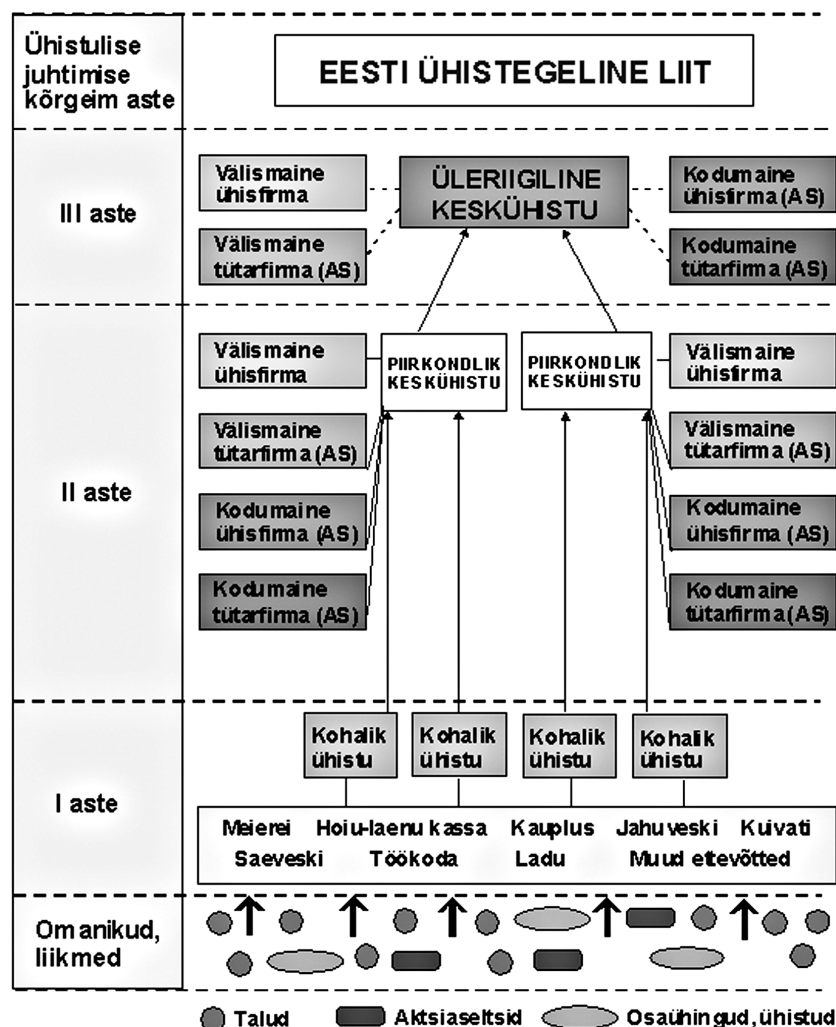 Ühistulise
juhtimise
kõrgeim aste
EESTI ÜHISTEGELINE LIIT
III aste
Välismaine
ühisfirma
Välismaine
tütarfirma (AS)
ÜLERIIGILINE
KESKÜHISTU
Kodumaine
ühisfirma (AS)
Kodumaine
tütarfirma (AS)
II aste
Välismaine
ühisfirma
Välismaine
tütarfirma (AS)
Kodumaine
ühisfirma (AS)
Kodumaine
tütarfirma (AS)
PIIRKONDLIK
KESKÜHISTU
PIIRKONDLIK
KESKÜHISTU
Välismaine
ühisfirma
Välismaine
tütarfirma (AS)
Kodumaine
ühisfirma (AS)
Kodumaine
tütarfirma (AS)
I aste
Kohalik
ühistu
Kohalik
ühistu
Kohalik
ühistu
Kohalik
ühistu
Meierei Hoiu-laenu kassa Kauplus Jahuveski Kuivati
Saeveski Töökoda Ladu Muud ettevõtted
Omanikud,
liikmed
Talud Aktsiaseltsid Osaühingud, ühistud